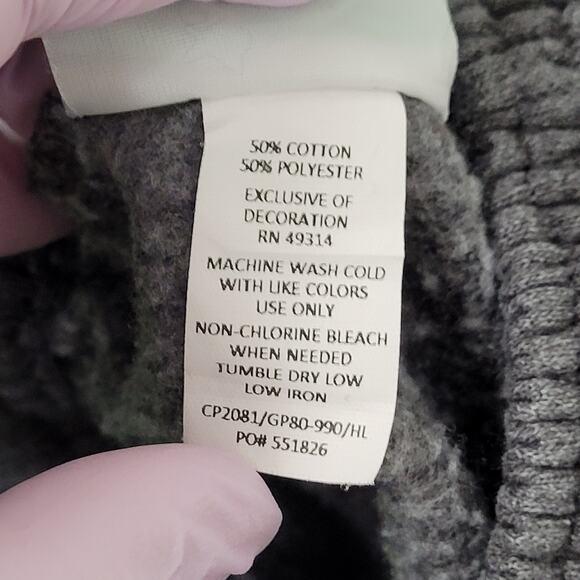 50% COTTON
50% POLYESTER
EXCLUSIVE OF
DECORATION
RN 49314
MACHINE WASH COLD
WITH LIKE COLORS
USE ONLY
NON-CHLORINE BLEACH
WHEN NEEDED
TUMBLE DRY LOW
LOW IRON
CP2081/GP80-990/HL
PO# 551826